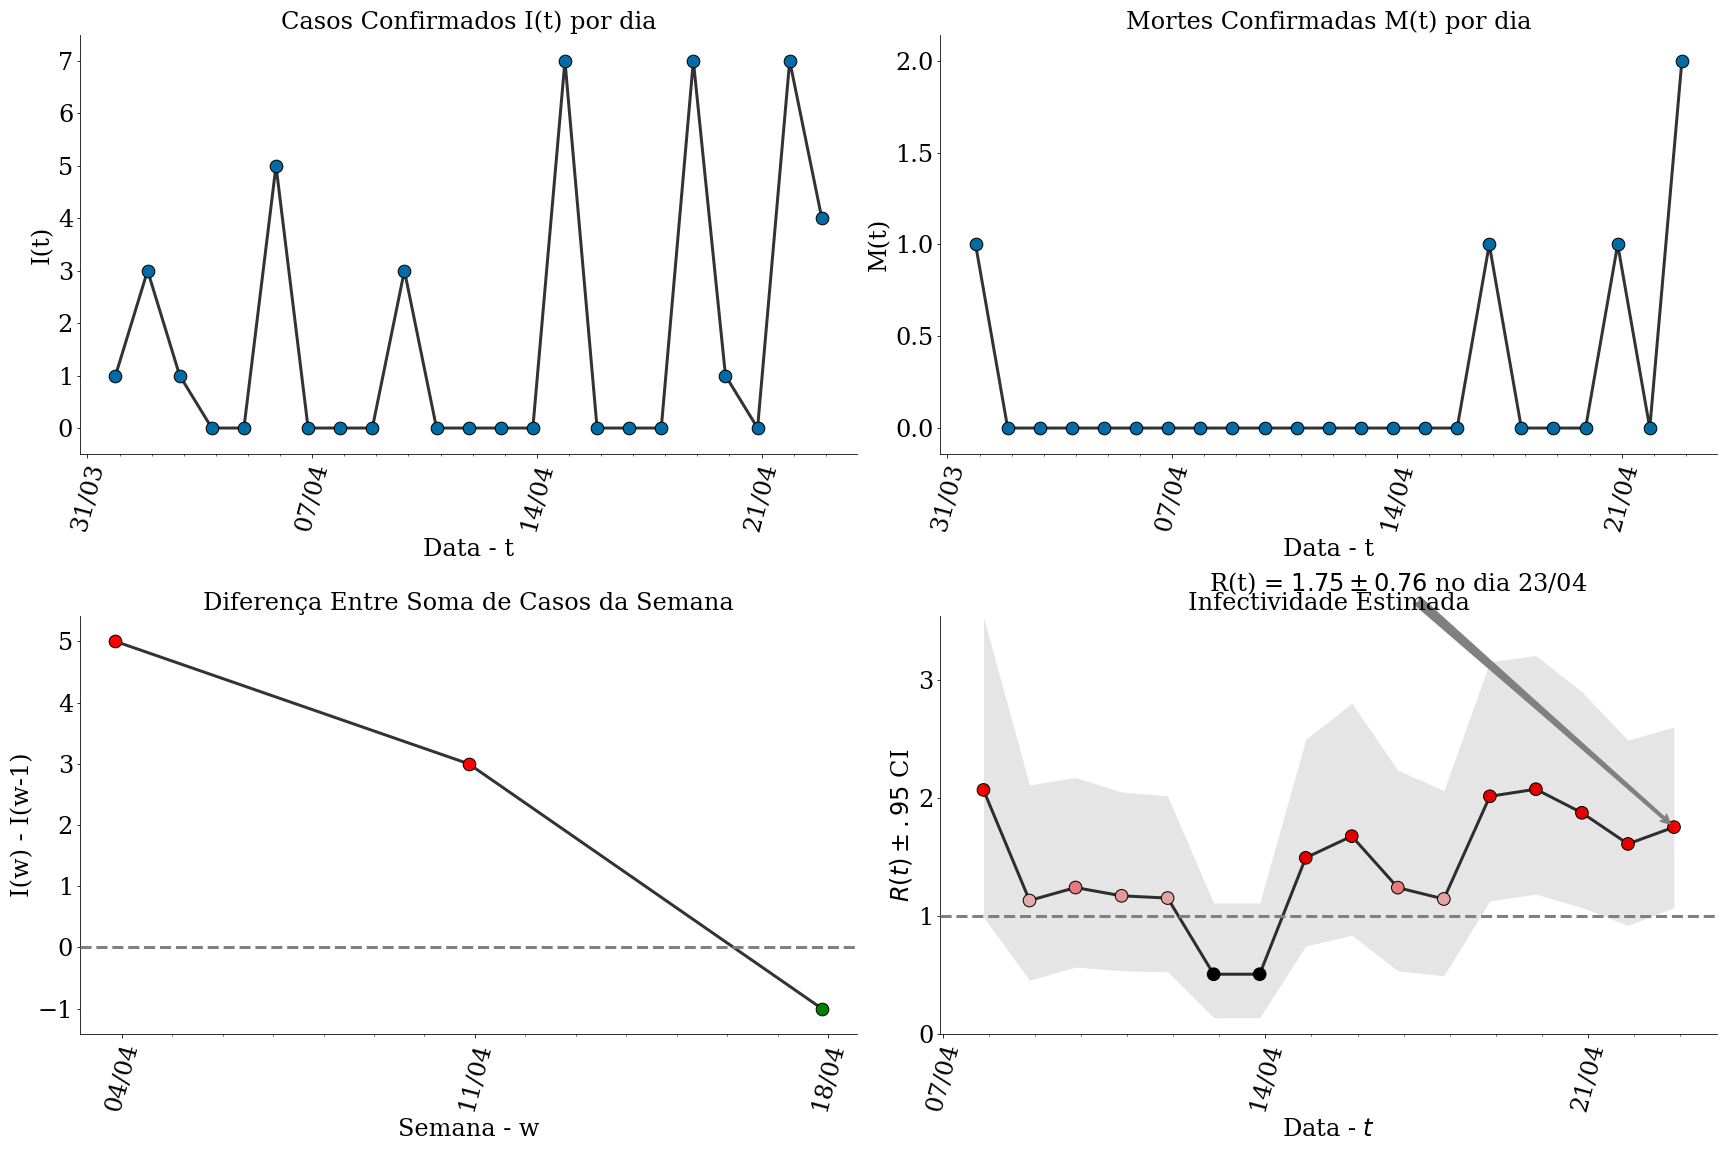 Casos Confirmados I(t) por dia
I(t)
7
6
5
4
3
2
1
0
31/03
07/04
14/04
21/04
Data - t
Mortes Confirmadas M(t) por dia
M(t)
2.0
1.5
1.0
0.5
0.0
31/03
07/04
14/04
21/04
Data - t
Diferença Entre Soma de Casos da Semana
I(w) - I(w-1)
5
4
3
2
1
0
−1
04/04
11/04
18/04
Semana - w
R(t) = 1.75 ± 0.76 no dia 23/04
Infectividade Estimada
R(t) ± .95 CI
3
2
1
0
07/04
14/04
21/04
Data - t